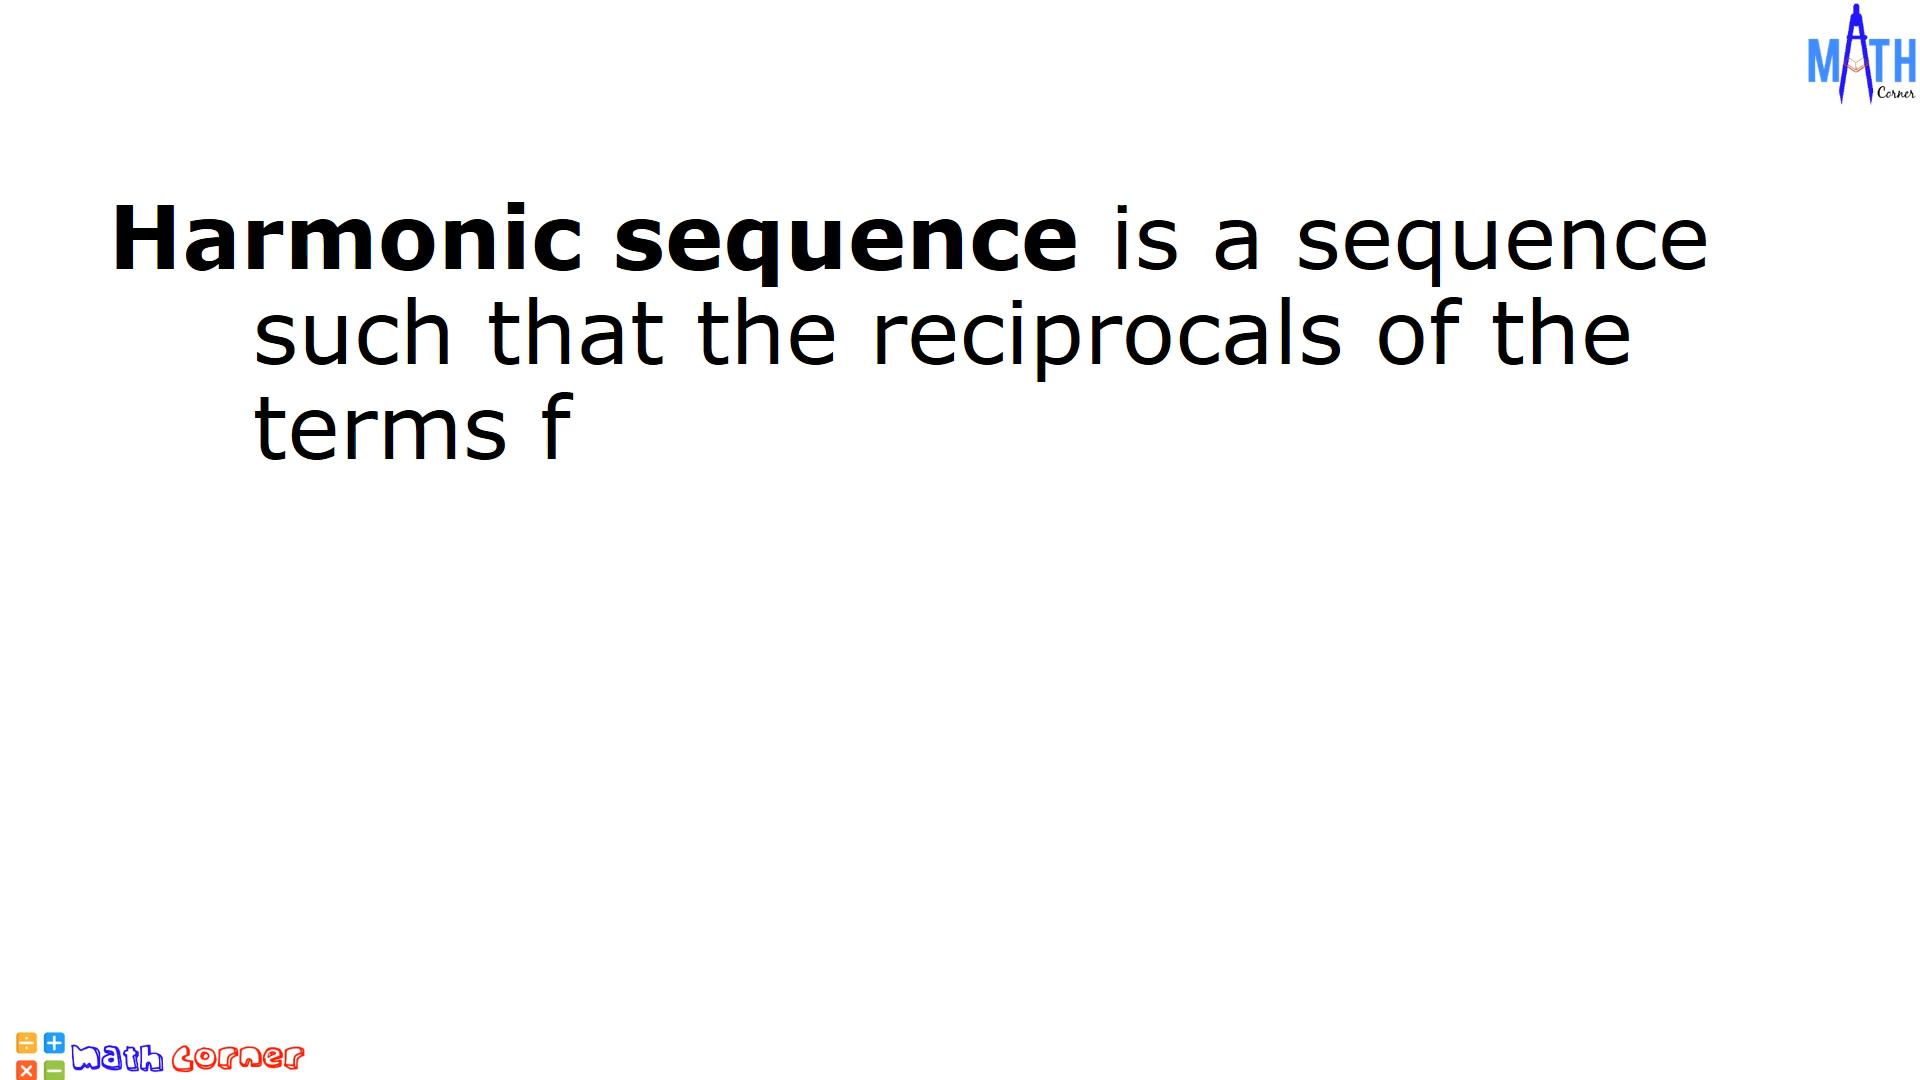 MATH
Corner
Harmonic sequence is a sequence
such that the reciprocals of the
terms f
math corner